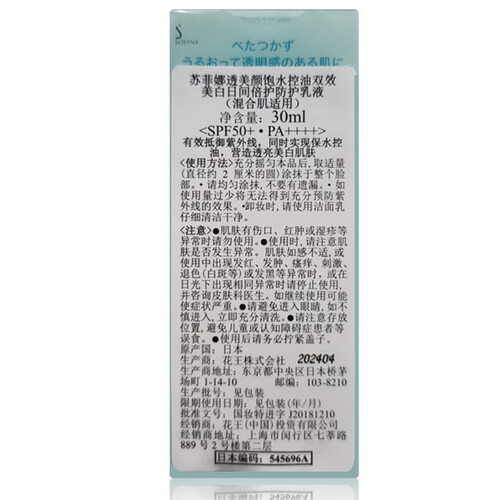 SOFINA
べたつかず
うるおって透明感のある肌に
苏菲娜透美颜饱水控油双效
美白日间倍护防护乳液
（混合肌适用）
净含量：30ml
<SPF50+・PA++++>
有效抵御紫外线，同时实现保水控
油，营造透亮美白肌肤
<使用方法>充分摇匀本品后，取适量
(直径约 2 厘米的圆)涂抹于整个脸
部。・请均匀涂抹，不要有遗漏。・如
使用量过少将无法得到充分预防紫
外线的效果。・卸妆时，请使用洁面乳
仔细清洁干净。
<注意>●肌肤有伤口、红肿或湿疹等
异常时请勿使用。●使用时，请注意肌
肤是否发生异常。肌肤如感不适，或
使用中出现发红、发肿、瘙痒、刺激、
退色(白斑等)或发黑等异常时，或在
日光下出现相同异常时请停止使用，
并咨询皮肤科医生。如继续使用可能
使症状严重。●请避免进入眼睛，如不
慎进入，立即充分清洗。●请注意存放
位置，避免儿童或认知障碍症患者等
误食。●使用后请务必拧紧盖子。
原产国：日本
生产商：花王株式会社 202404
生产商地址：东京都中央区日本桥茅
场町 1-14-10 邮编：103-8210
生产批号：见包装
限期使用日期：见包装(年/月)
批准文号：国妆特进字 J20181210
经销商：花王(中国)投资有限公司
经销商地址：上海市闵行区七莘路
889 号 2 号楼第二层
日本编码：545696A